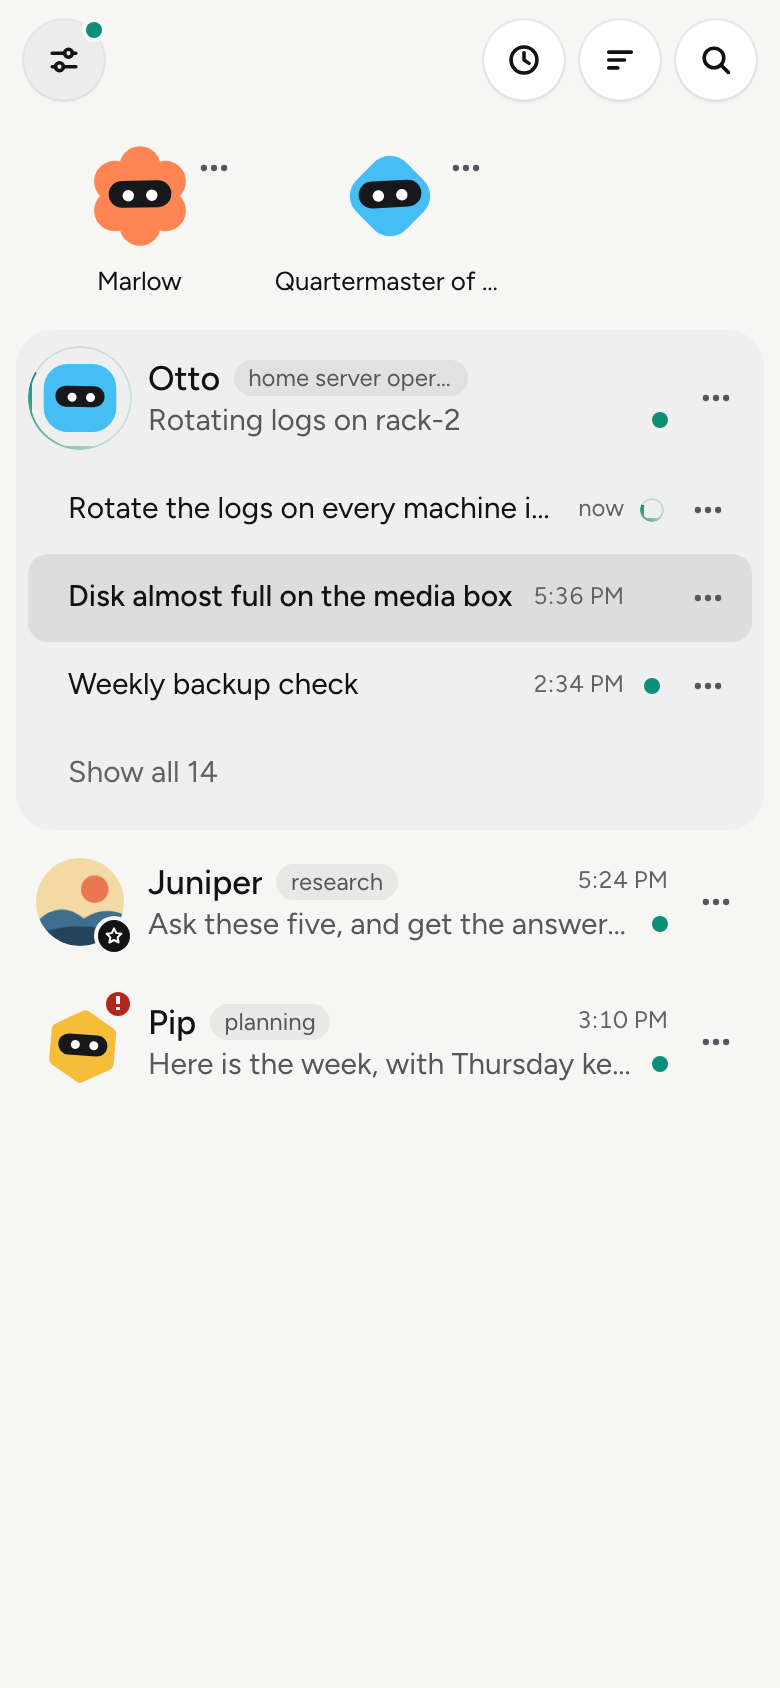 Marlow
Quartermaster of ...
Otto
home server oper...
Rotating logs on rack-2
Rotate the logs on every machine i...
now
Disk almost full on the media box
5:36 PM
Weekly backup check
2:34 PM
Show all 14
Juniper
research
5:24 PM
Ask these five, and get the answer...
Pip
planning
3:10 PM
Here is the week, with Thursday ke...